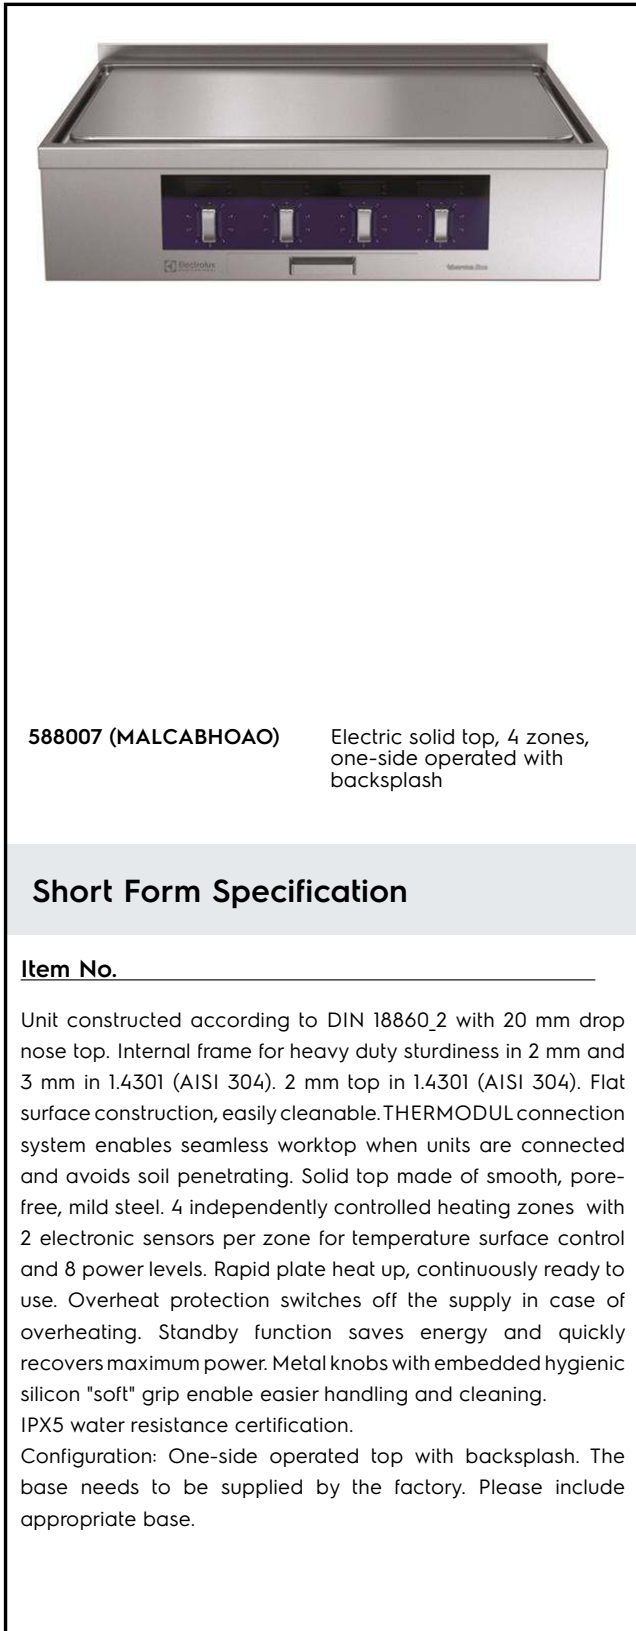 Electrolux
thermaline
588007 (MALCABHOAO)
Electric solid top, 4 zones,
one-side operated with
backsplash
Short Form Specification
Item No.
Unit constructed according to DIN 18860_2 with 20 mm drop
nose top. Internal frame for heavy duty sturdiness in 2 mm and
3 mm in 1.4301 (AISI 304). 2 mm top in 1.4301 (AISI 304). Flat
surface construction, easily cleanable. THERMODUL connection
system enables seamless worktop when units are connected
and avoids soil penetrating. Solid top made of smooth, pore-
free, mild steel. 4 independently controlled heating zones with
2 electronic sensors per zone for temperature surface control
and 8 power levels. Rapid plate heat up, continuously ready to
use. Overheat protection switches off the supply in case of
overheating. Standby function saves energy and quickly
recovers maximum power. Metal knobs with embedded hygienic
silicon "soft" grip enable easier handling and cleaning.
IPX5 water resistance certification.
Configuration: One-side operated top with backsplash. The
base needs to be supplied by the factory. Please include
appropriate base.